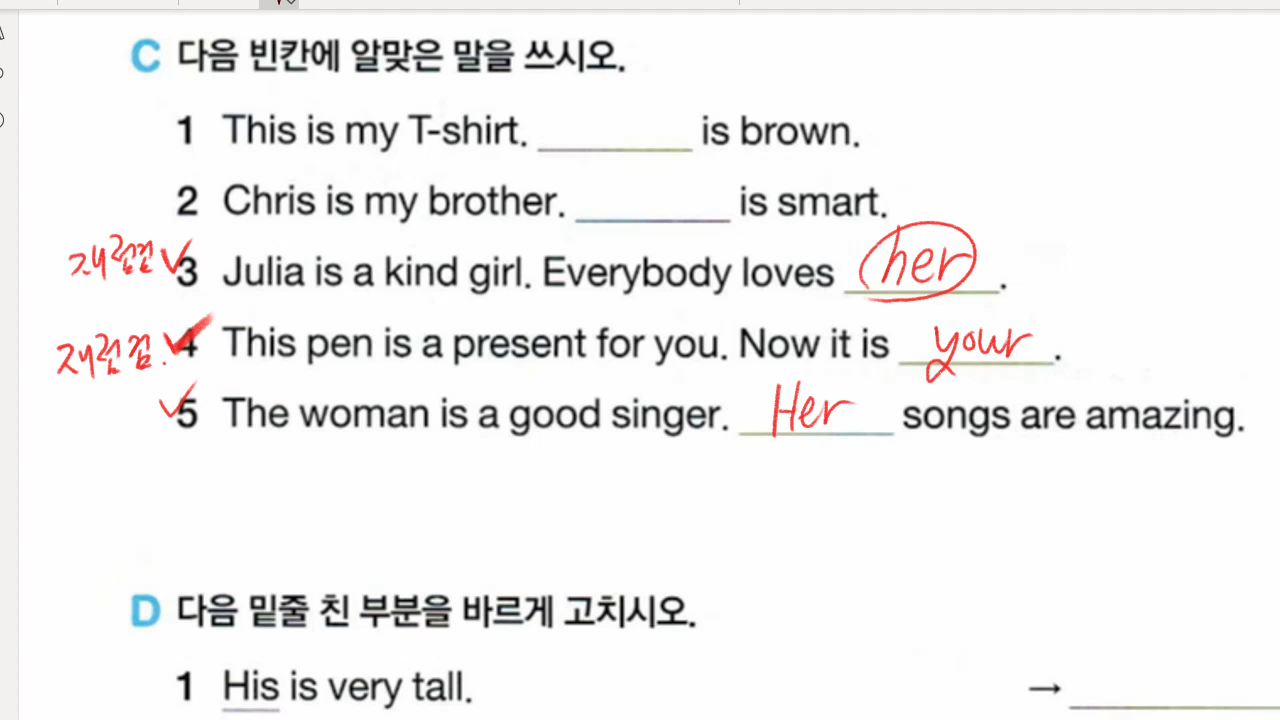 C 다음 빈칸에 알맞은 말을 쓰시오.
1 This is my T-shirt. ________ is brown.
2 Chris is my brother. ________ is smart.
재점검 3 Julia is a kind girl. Everybody loves her.
재점검. 4 This pen is a present for you. Now it is your.
5 The woman is a good singer. Her songs are amazing.
D 다음 밑줄 친 부분을 바르게 고치시오.
1 His is very tall. → ________